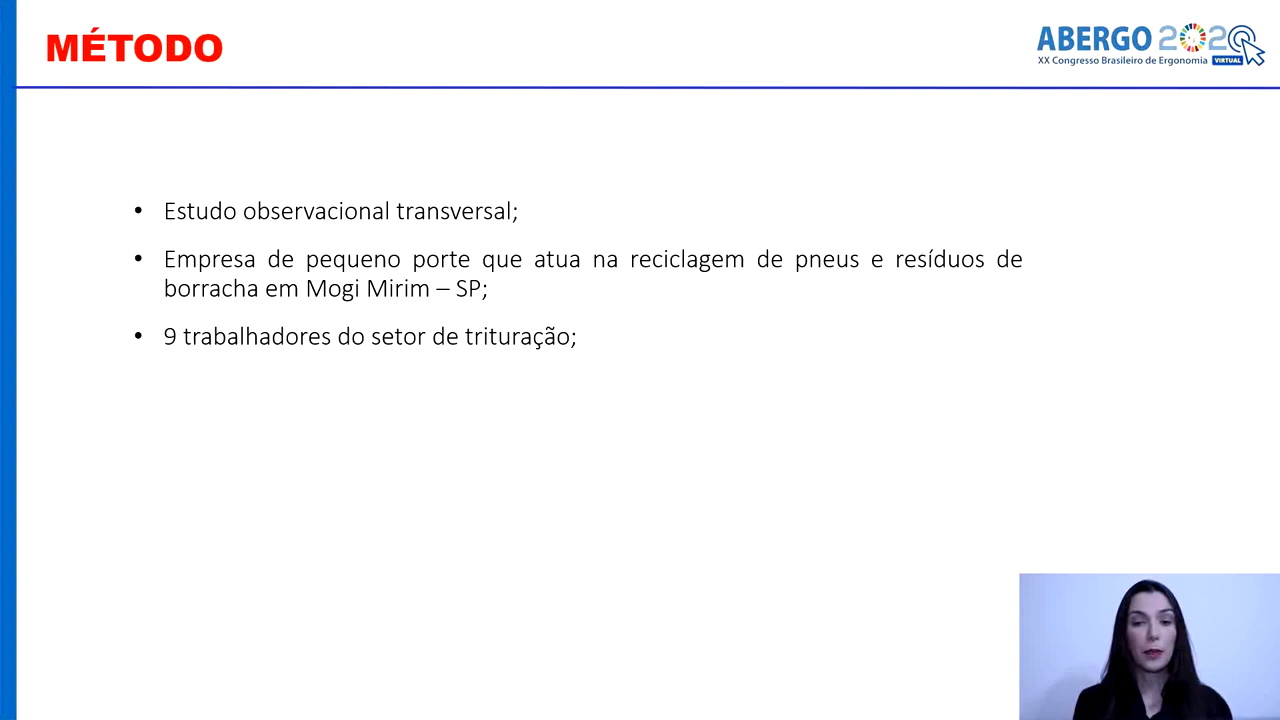 MÉTODO
ABERGO 2020
XX Congresso Brasileiro de Ergonomia VIRTUAL
• Estudo observacional transversal;
• Empresa de pequeno porte que atua na reciclagem de pneus e resíduos de
borracha em Mogi Mirim – SP;
• 9 trabalhadores do setor de trituração;